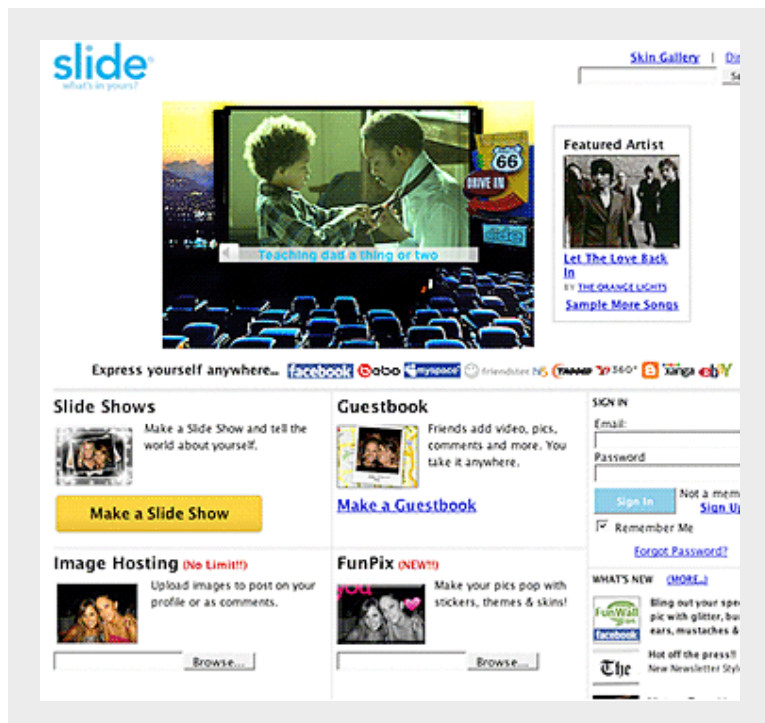 slide
what's in yours?
Skin Gallery |
66
DRIVE IN
slide
Teaching dad a thing or two
Featured Artist
Let The Love Back
In
BY THE ORANGE LIGHTS
Sample More Songs
Express yourself anywhere... facebook bebo myspace friendster hi5 TAGGED Y! 360° xanga ebY
Slide Shows
Make a Slide Show and tell the
world about yourself.
Make a Slide Show
Guestbook
Friends add video, pics,
comments and more. You
take it anywhere.
Make a Guestbook
Image Hosting (No Limit!!)
Upload images to post on your
profile or as comments.
Browse...
FunPix (NEW!!)
you
Make your pics pop with
stickers, themes & skins!
Browse...
SIGN IN
Email:
Password
Sign In
Not a mem
Sign Up
Remember Me
Forgot Password?
WHAT'S NEW (MORE...)
FunWall
facebook
Bling out your spe
pic with glitter, bu
ears, mustaches &
The
Hot off the press!!
New Newsletter Style